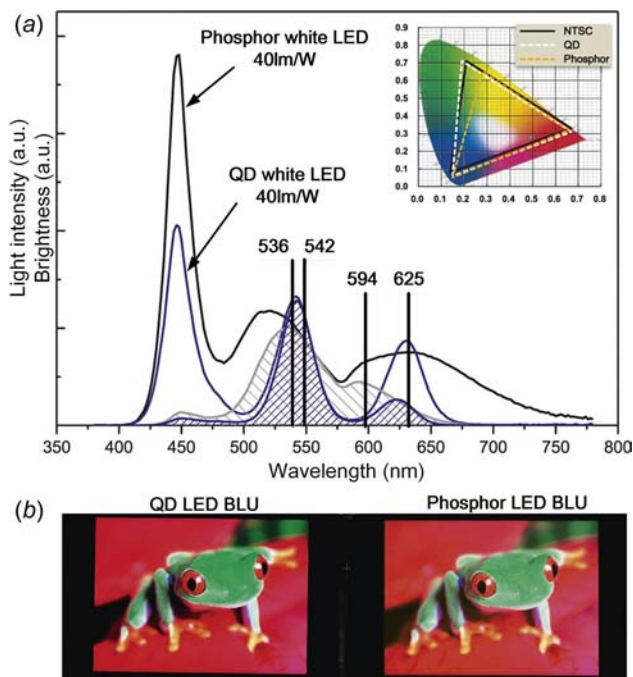 (a)
Phosphor white LED
40lm/W
QD white LED
40lm/W
NTSC
QD
Phosphor
0.9
0.8
0.7
0.6
0.5
0.4
0.3
0.2
0.1
0.0
0.0 0.1 0.2 0.3 0.4 0.5 0.6 0.7 0.8
536 542 594 625
Light intensity (a.u.)
Brightness (a.u.)
350 400 450 500 550 600 650 700 750 800
Wavelength (nm)
(b)
QD LED BLU
Phosphor LED BLU